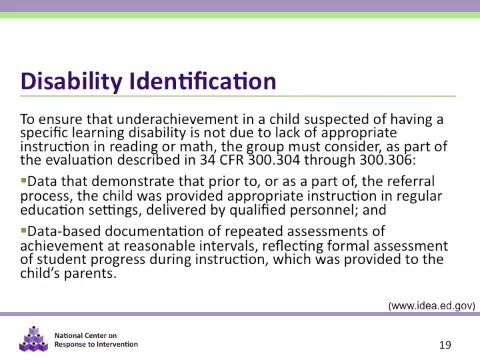 Disability Identification
To ensure that underachievement in a child suspected of having a
specific learning disability is not due to lack of appropriate
instruction in reading or math, the group must consider, as part of
the evaluation described in 34 CFR 300.304 through 300.306:
▪Data that demonstrate that prior to, or as a part of, the referral
process, the child was provided appropriate instruction in regular
education settings, delivered by qualified personnel; and
▪Data-based documentation of repeated assessments of
achievement at reasonable intervals, reflecting formal assessment
of student progress during instruction, which was provided to the
child’s parents.
(www.idea.ed.gov)
National Center on
Response to Intervention
19